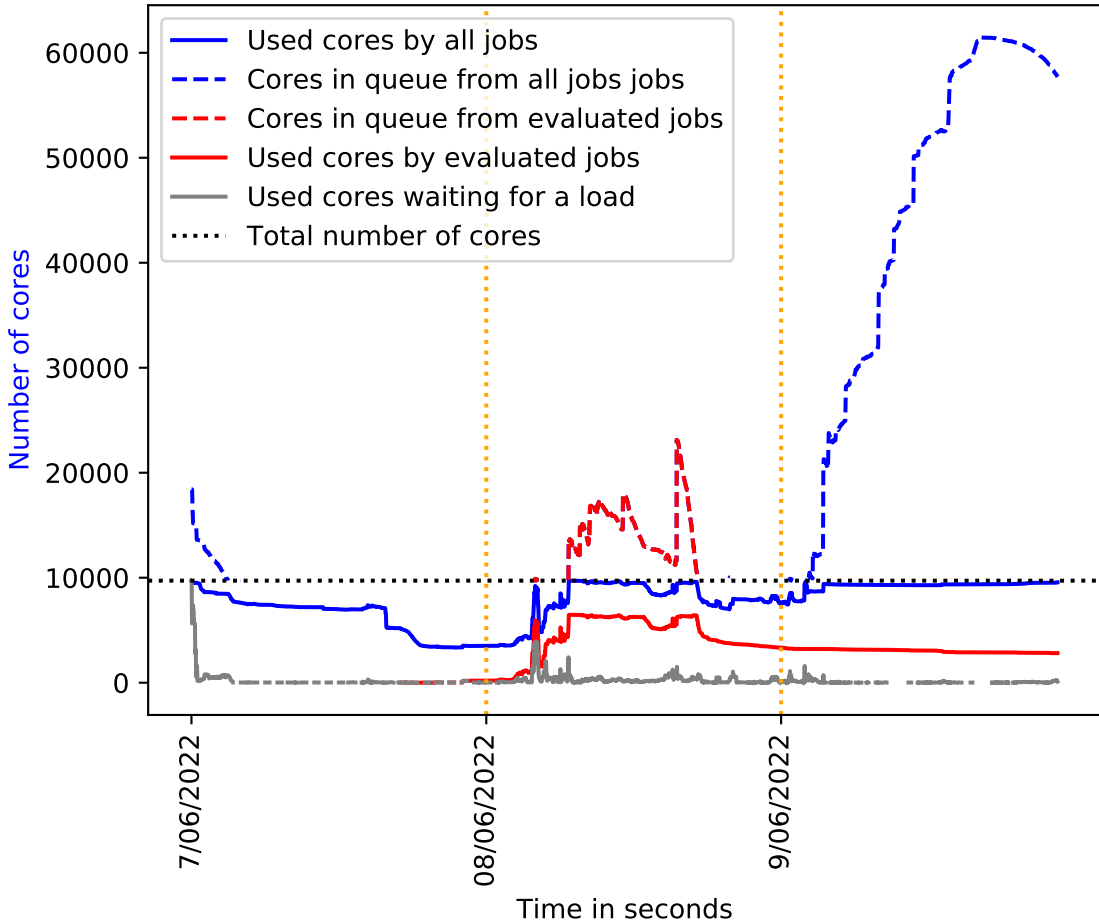 Used cores by all jobs
Cores in queue from all jobs jobs
Cores in queue from evaluated jobs
Used cores by evaluated jobs
Used cores waiting for a load
Total number of cores
Number of cores
60000
50000
40000
30000
20000
10000
0
7/06/2022
08/06/2022
9/06/2022
Time in seconds